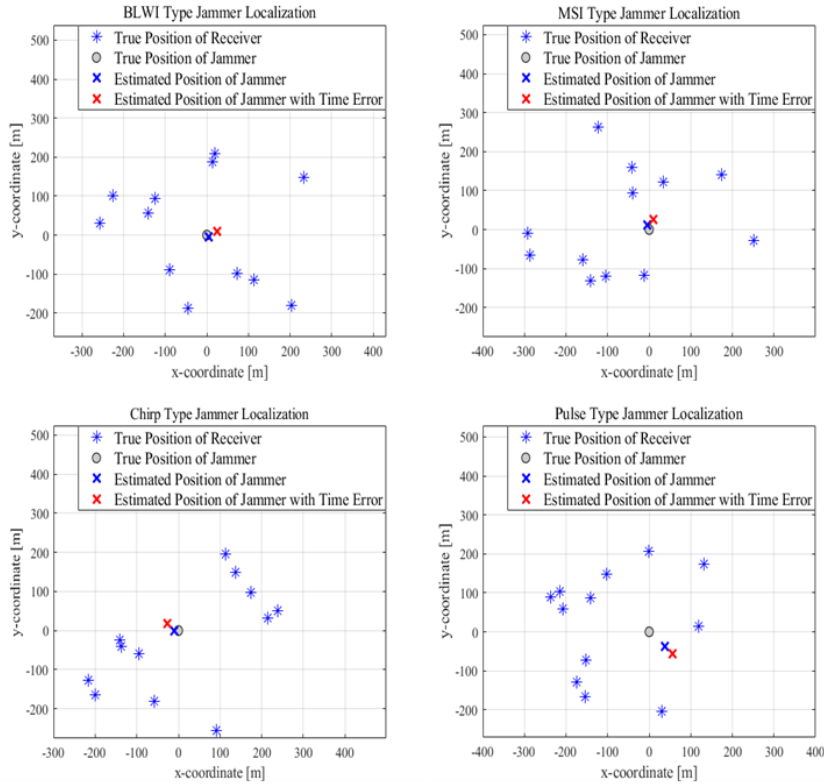 BLWI Type Jammer Localization
500
400
300
200
100
0
-100
-200
y-coordinate [m]
True Position of Receiver
True Position of Jammer
Estimated Position of Jammer
Estimated Position of Jammer with Time Error
-300 -200 -100 0 100 200 300 400
x-coordinate [m]
MSI Type Jammer Localization
500
400
300
200
100
0
-100
-200
y-coordinate [m]
True Position of Receiver
True Position of Jammer
Estimated Position of Jammer
Estimated Position of Jammer with Time Error
-400 -300 -200 -100 0 100 200 300
x-coordinate [m]
Chirp Type Jammer Localization
500
400
300
200
100
0
-100
-200
y-coordinate [m]
True Position of Receiver
True Position of Jammer
Estimated Position of Jammer
Estimated Position of Jammer with Time Error
-200 -100 0 100 200 300 400
x-coordinate [m]
Pulse Type Jammer Localization
500
400
300
200
100
0
-100
-200
y-coordinate [m]
True Position of Receiver
True Position of Jammer
Estimated Position of Jammer
Estimated Position of Jammer with Time Error
-400 -300 -200 -100 0 100 200 300 400
x-coordinate [m]